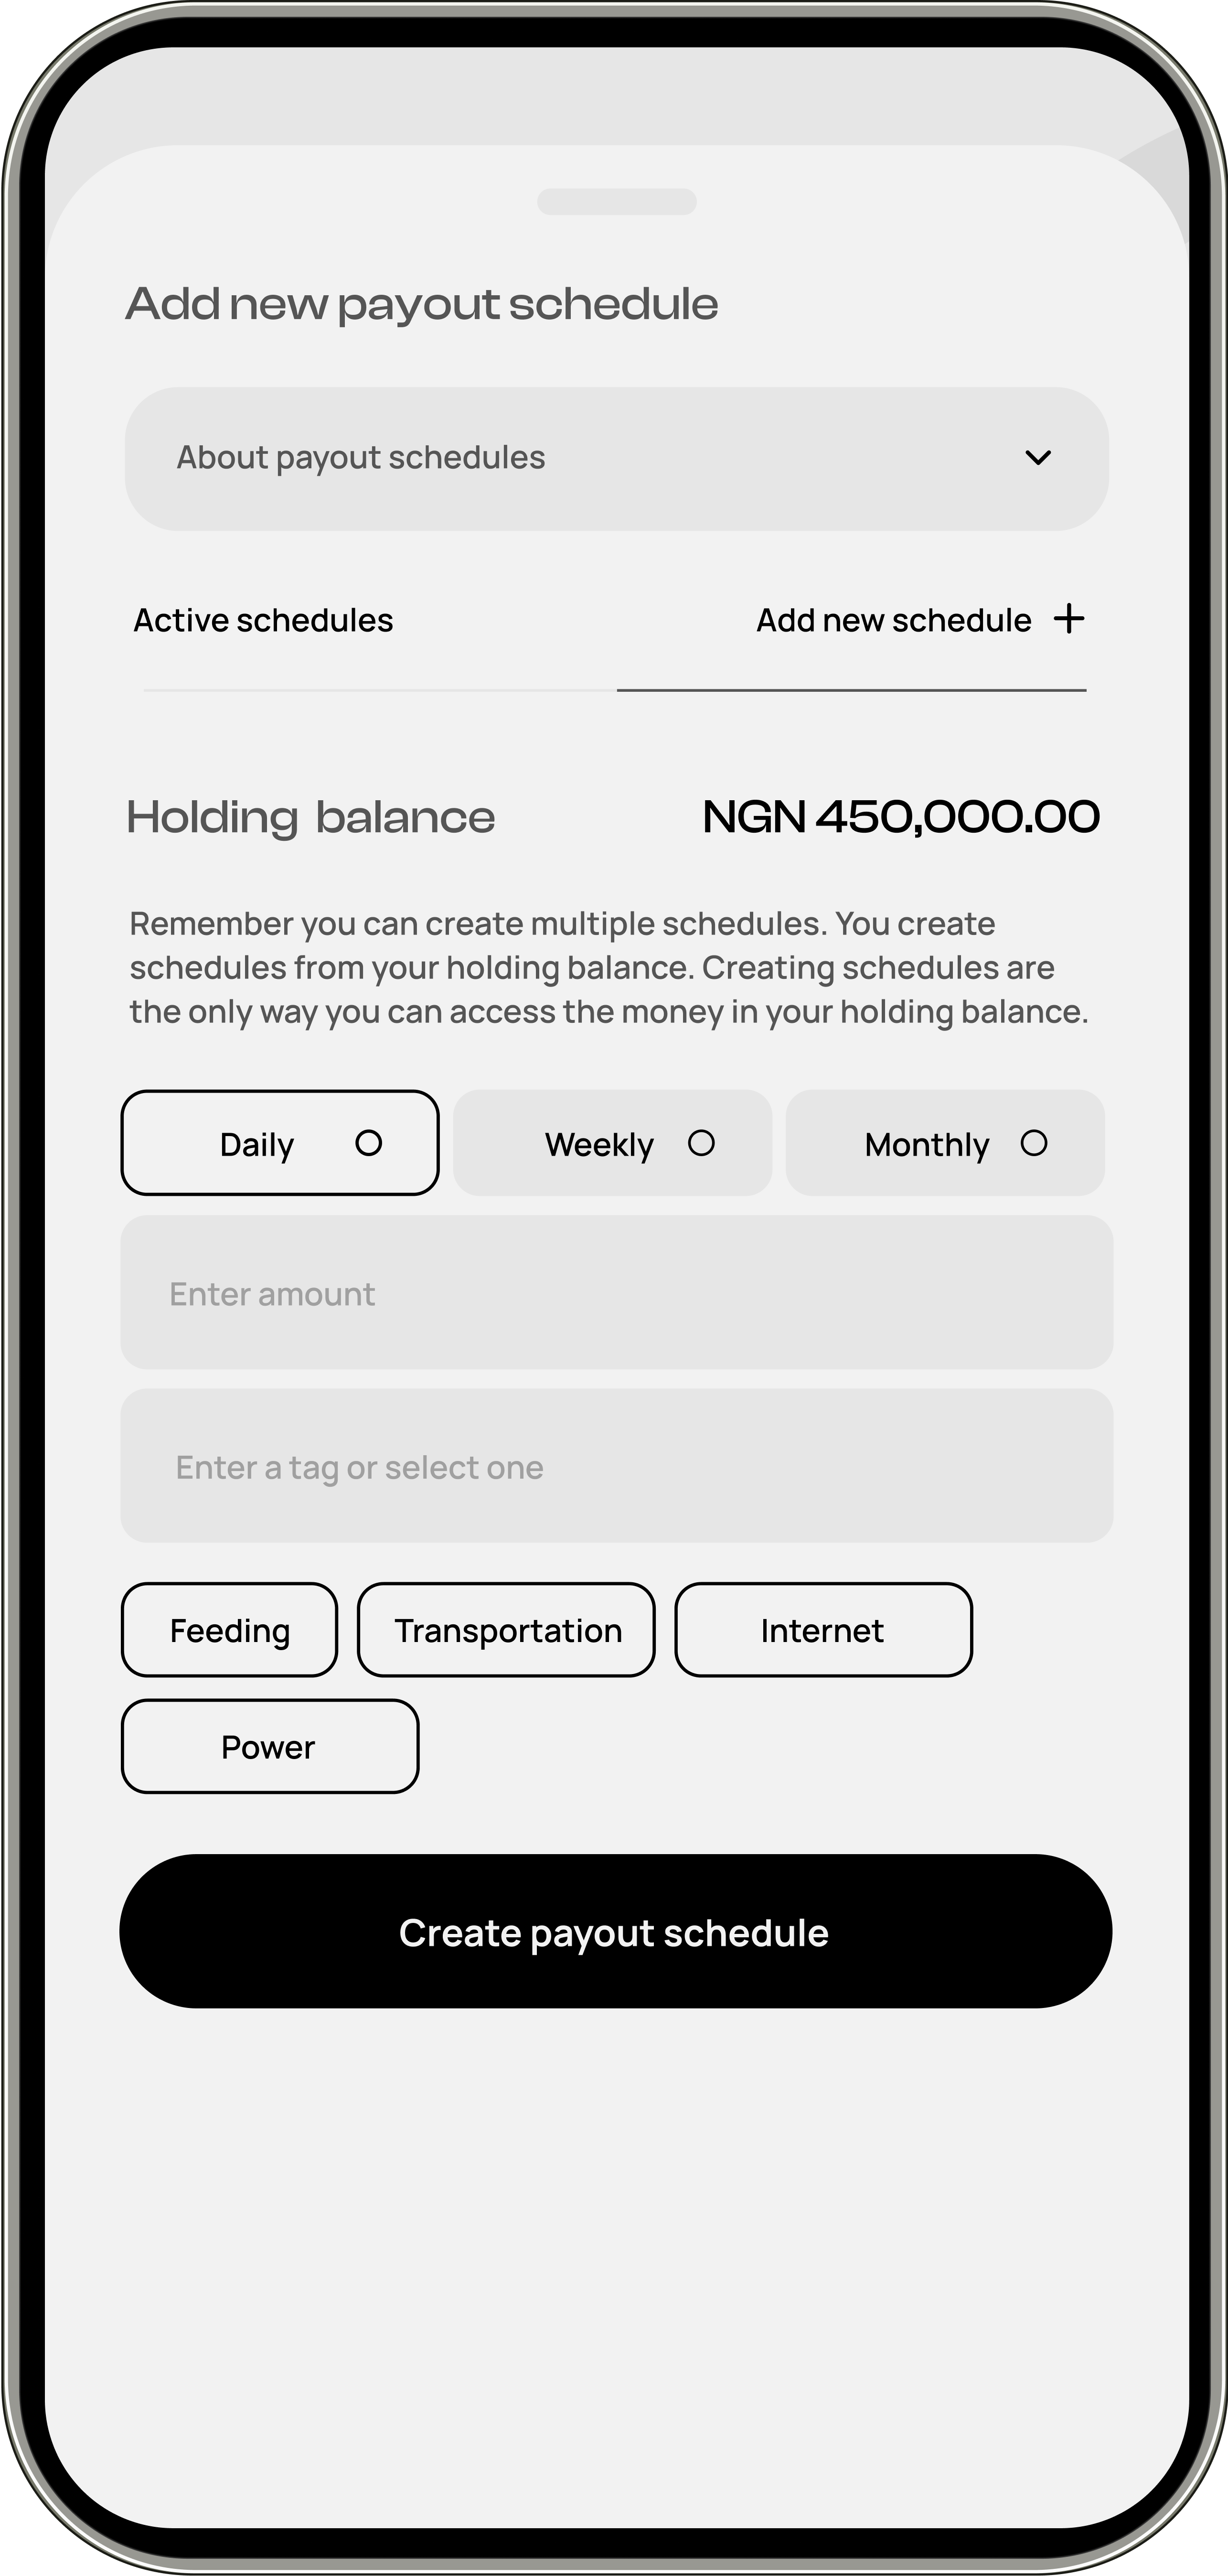 Add new payout schedule
About payout schedules
Active schedules
Add new schedule
Holding balance
NGN 450,000.00
Remember you can create multiple schedules. You create
schedules from your holding balance. Creating schedules are
the only way you can access the money in your holding balance.
Daily
Weekly
Monthly
Enter amount
Enter a tag or select one
Feeding
Transportation
Internet
Power
Create payout schedule